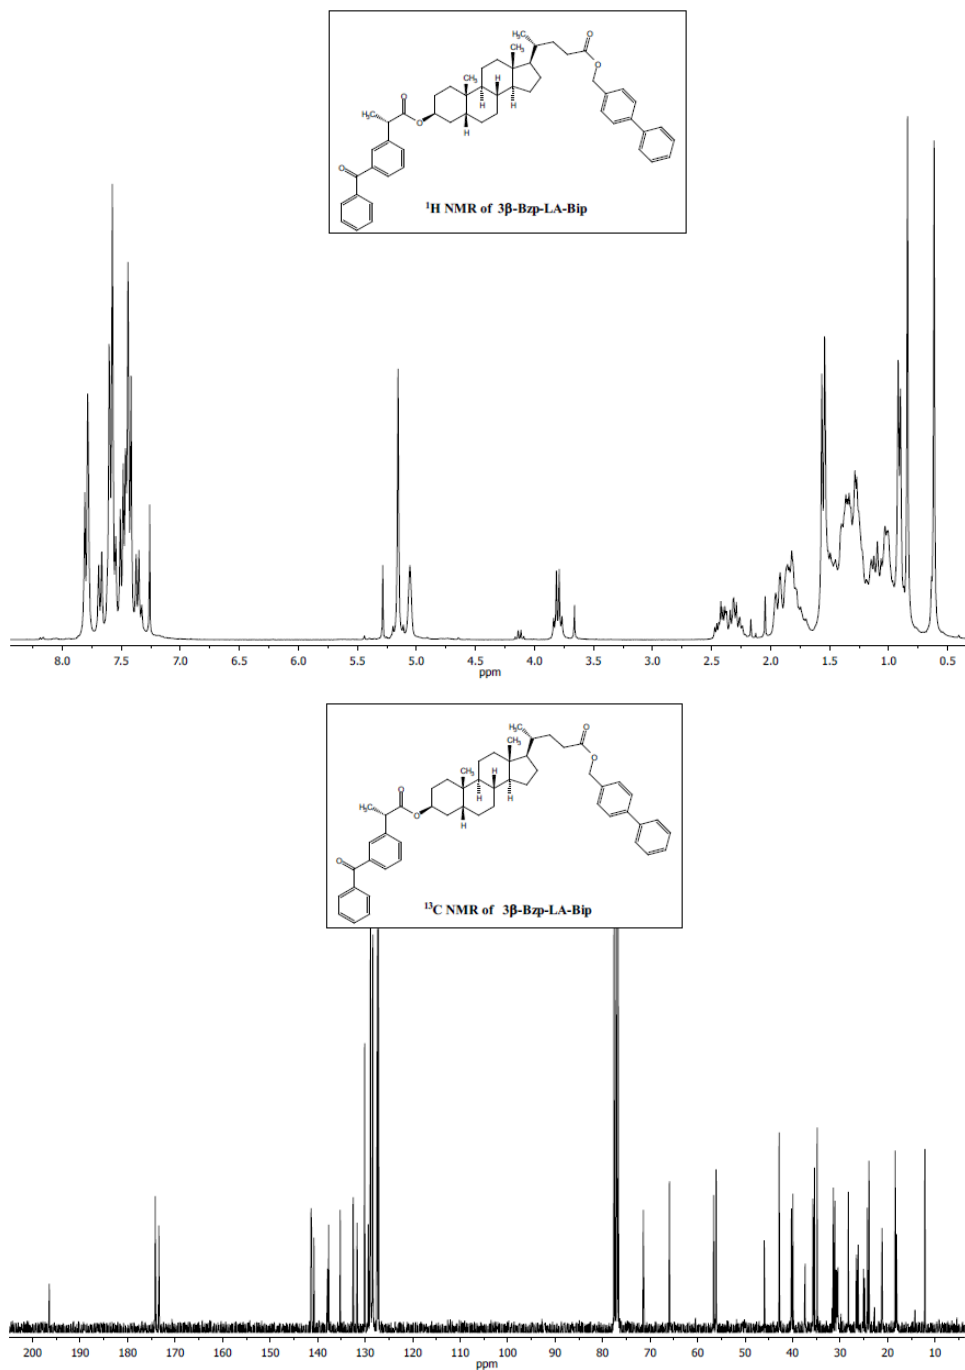 CH₃
O
CH₃
O
CH₃
H
O
H
H
H₃C
O
H
O
¹H NMR of 3β-Bzp-LA-Bip
8.0 7.5 7.0 6.5 6.0 5.5 5.0 4.5 4.0 3.5 3.0 2.5 2.0 1.5 1.0 0.5
ppm
H₃C
O
CH₃
O
CH₃
H
O
H
H
H₃C
O
H
O
¹³C NMR of 3β-Bzp-LA-Bip
200 190 180 170 160 150 140 130 120 110 100 90 80 70 60 50 40 30 20 10
ppm